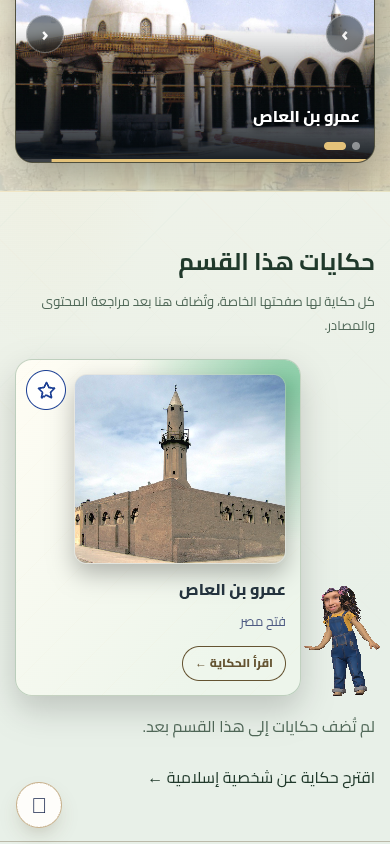 عمرو بن العاص
حكايات هذا القسم
كل حكاية لها صفحتها الخاصة، وتُضاف هنا بعد مراجعة المحتوى
والمصادر.
عمرو بن العاص
فتح مصر
اقرأ الحكاية ←
لم تُضف حكايات إلى هذا القسم بعد.
اقترح حكاية عن شخصية إسلامية ←